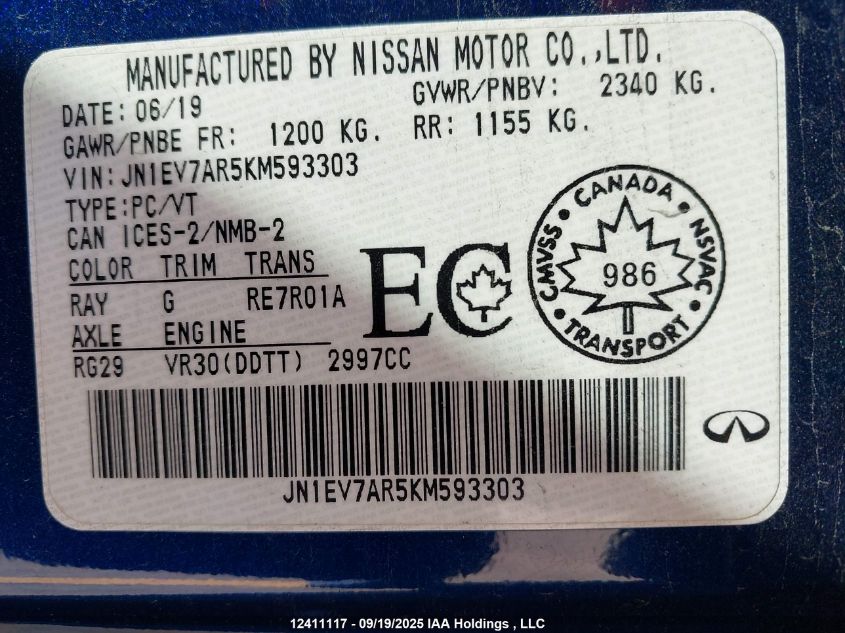 MANUFACTURED BY NISSAN MOTOR CO.,LTD.
DATE: 06/19 GVWR/PNBV: 2340 KG.
GAWR/PNBE FR: 1200 KG. RR: 1155 KG.
VIN: JN1EV7AR5KM593303
TYPE:PC/VT
CAN ICES-2/NMB-2
COLOR TRIM TRANS
RAY G RE7R01A
AXLE ENGINE
RG29 VR30(DDTT) 2997CC
EC
CANADA
CMVSS
NSVAC
986
TRANSPORT
JN1EV7AR5KM593303
12411117 - 09/19/2025 IAA Holdings , LLC